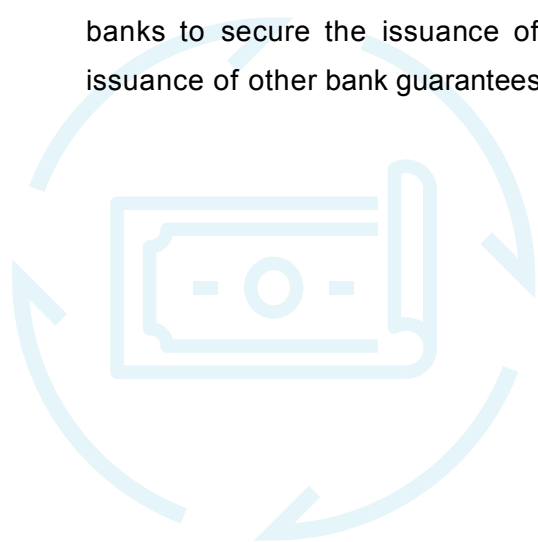 banks to secure the issuance of
issuance of other bank guarantees